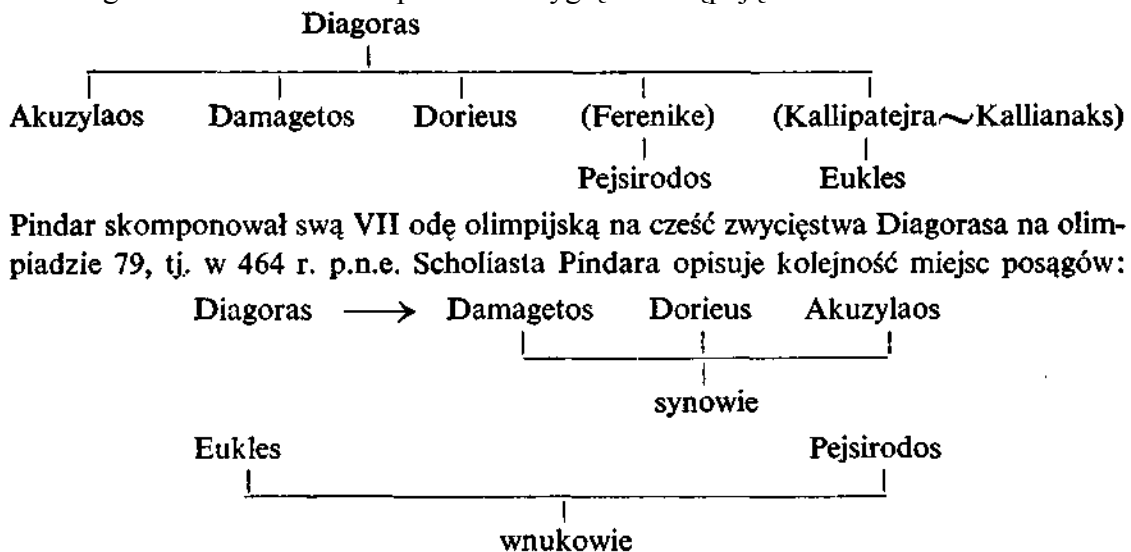 Diagoras
Akuzylaos Damagetos Dorieus (Ferenike) (Kallipatejra~Kallianaks)
Pejsirodos Eukles
Pindar skomponował swą VII odę olimpijską na cześć zwycięstwa Diagorasa na olim-
piadzie 79, tj. w 464 r. p.n.e. Scholiasta Pindara opisuje kolejność miejsc posągów:
Diagoras ⟶ Damagetos Dorieus Akuzylaos
synowie
Eukles Pejsirodos
wnukowie